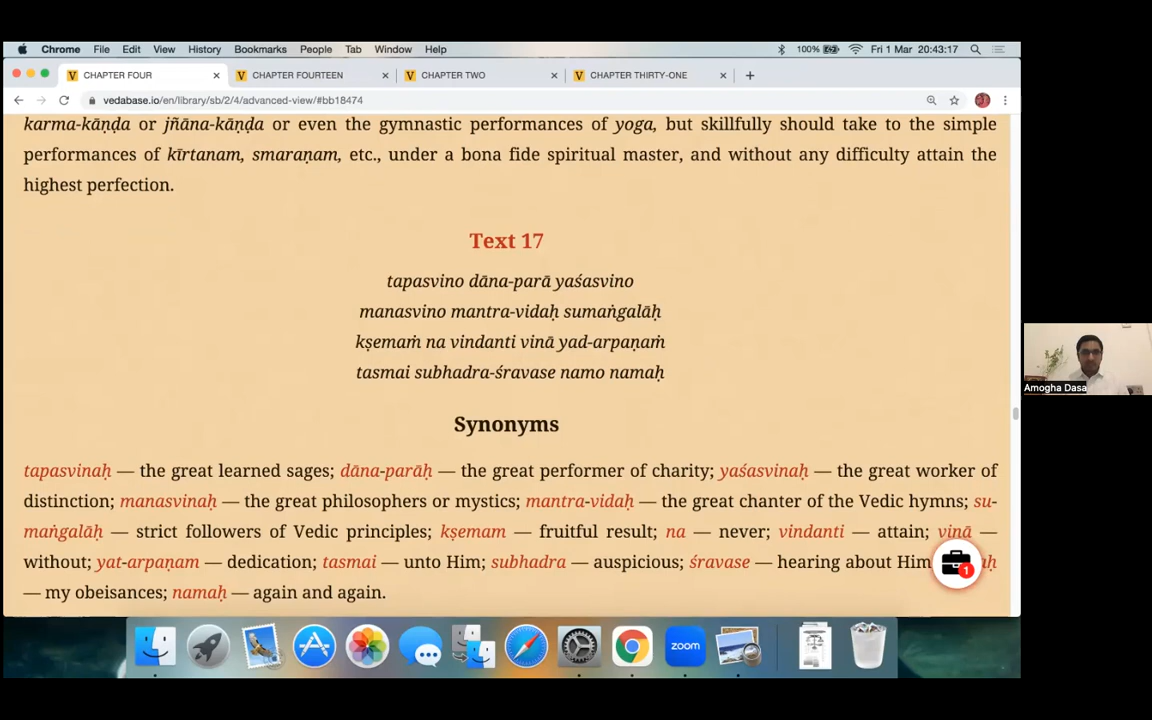 Chrome File Edit View History Bookmarks People Tab Window Help 100% Fri 1 Mar 20:43:17
V CHAPTER FOUR V CHAPTER FOURTEEN V CHAPTER TWO V CHAPTER THIRTY-ONE
vedabase.io/en/library/sb/2/4/advanced-view/#bb18474
karma-kāṇḍa or jñāna-kāṇḍa or even the gymnastic performances of yoga, but skillfully should take to the simple
performances of kīrtanam, smaraṇam, etc., under a bona fide spiritual master, and without any difficulty attain the
highest perfection.
Text 17
tapasvino dāna-parā yaśasvino
manasvino mantra-vidaḥ sumaṅgalāḥ
kṣemaṁ na vindanti vinā yad-arpaṇaṁ
tasmai subhadra-śravase namo namaḥ
Synonyms
tapasvinaḥ — the great learned sages; dāna-parāḥ — the great performer of charity; yaśasvinaḥ — the great worker of
distinction; manasvinaḥ — the great philosophers or mystics; mantra-vidaḥ — the great chanter of the Vedic hymns; su-
maṅgalāḥ — strict followers of Vedic principles; kṣemam — fruitful result; na — never; vindanti — attain; vinā —
without; yat-arpaṇam — dedication; tasmai — unto Him; subhadra — auspicious; śravase — hearing about Him
— my obeisances; namaḥ — again and again.
1
Amogha Dasa
zoom